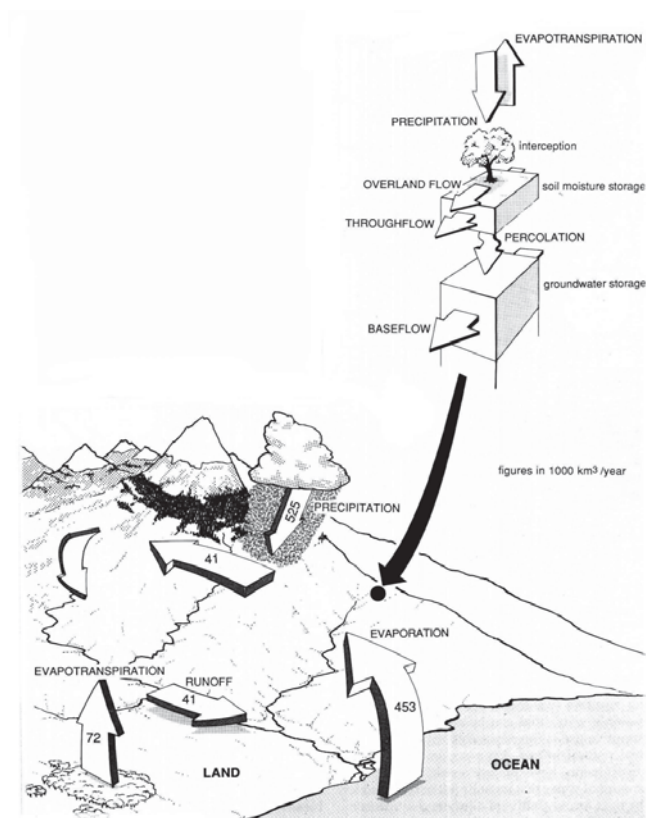 EVAPOTRANSPIRATION
PRECIPITATION
interception
OVERLAND FLOW
soil moisture storage
THROUGHFLOW
PERCOLATION
groundwater storage
BASEFLOW
figures in 1000 km³/year
525
PRECIPITATION
41
EVAPORATION
EVAPOTRANSPIRATION
RUNOFF
41
453
72
LAND
OCEAN